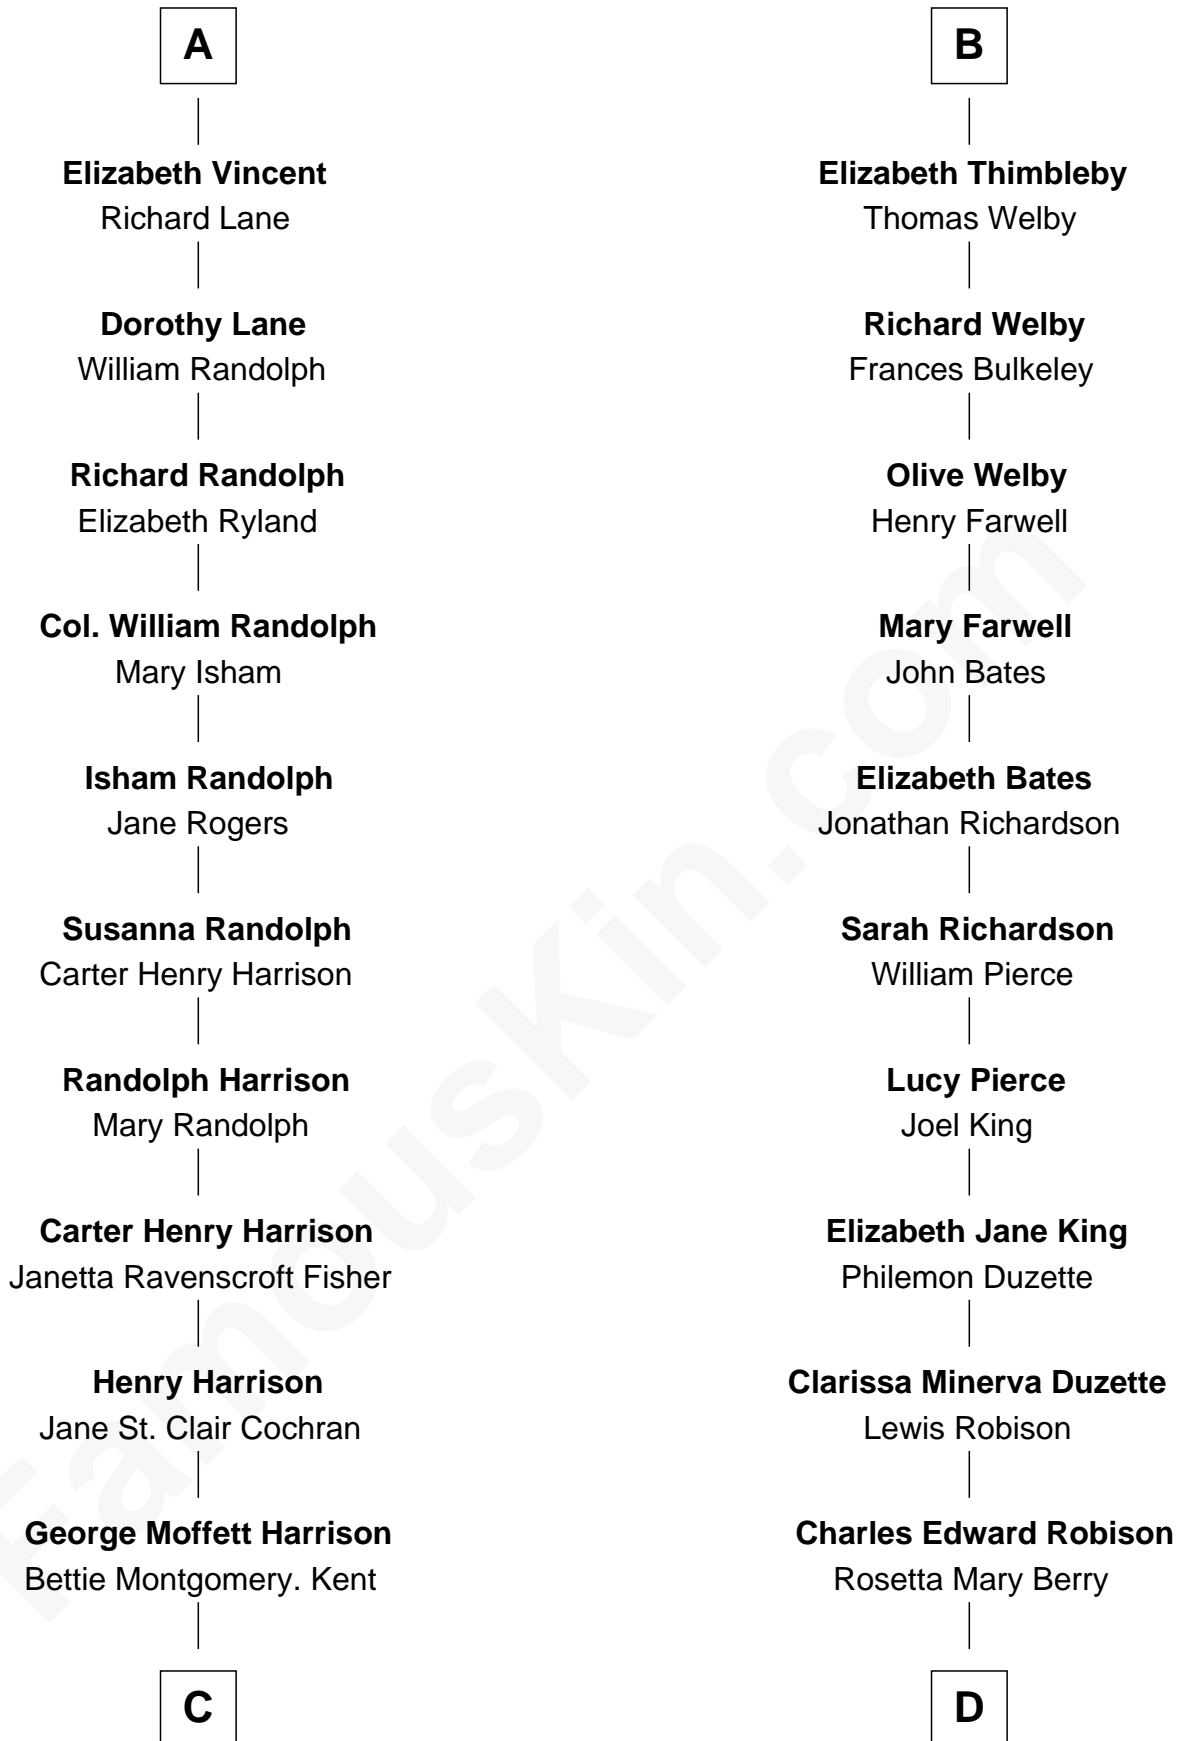 A
Elizabeth Vincent
Richard Lane
Dorothy Lane
William Randolph
Richard Randolph
Elizabeth Ryland
Col. William Randolph
Mary Isham
Isham Randolph
Jane Rogers
Susanna Randolph
Carter Henry Harrison
Randolph Harrison
Mary Randolph
Carter Henry Harrison
Janetta Ravenscroft Fisher
Henry Harrison
Jane St. Clair Cochran
George Moffett Harrison
Bettie Montgomery. Kent
C
B
Elizabeth Thimbleby
Thomas Welby
Richard Welby
Frances Bulkeley
Olive Welby
Henry Farwell
Mary Farwell
John Bates
Elizabeth Bates
Jonathan Richardson
Sarah Richardson
William Pierce
Lucy Pierce
Joel King
Elizabeth Jane King
Philemon Duzette
Clarissa Minerva Duzette
Lewis Robison
Charles Edward Robison
Rosetta Mary Berry
D
FamousKin.com